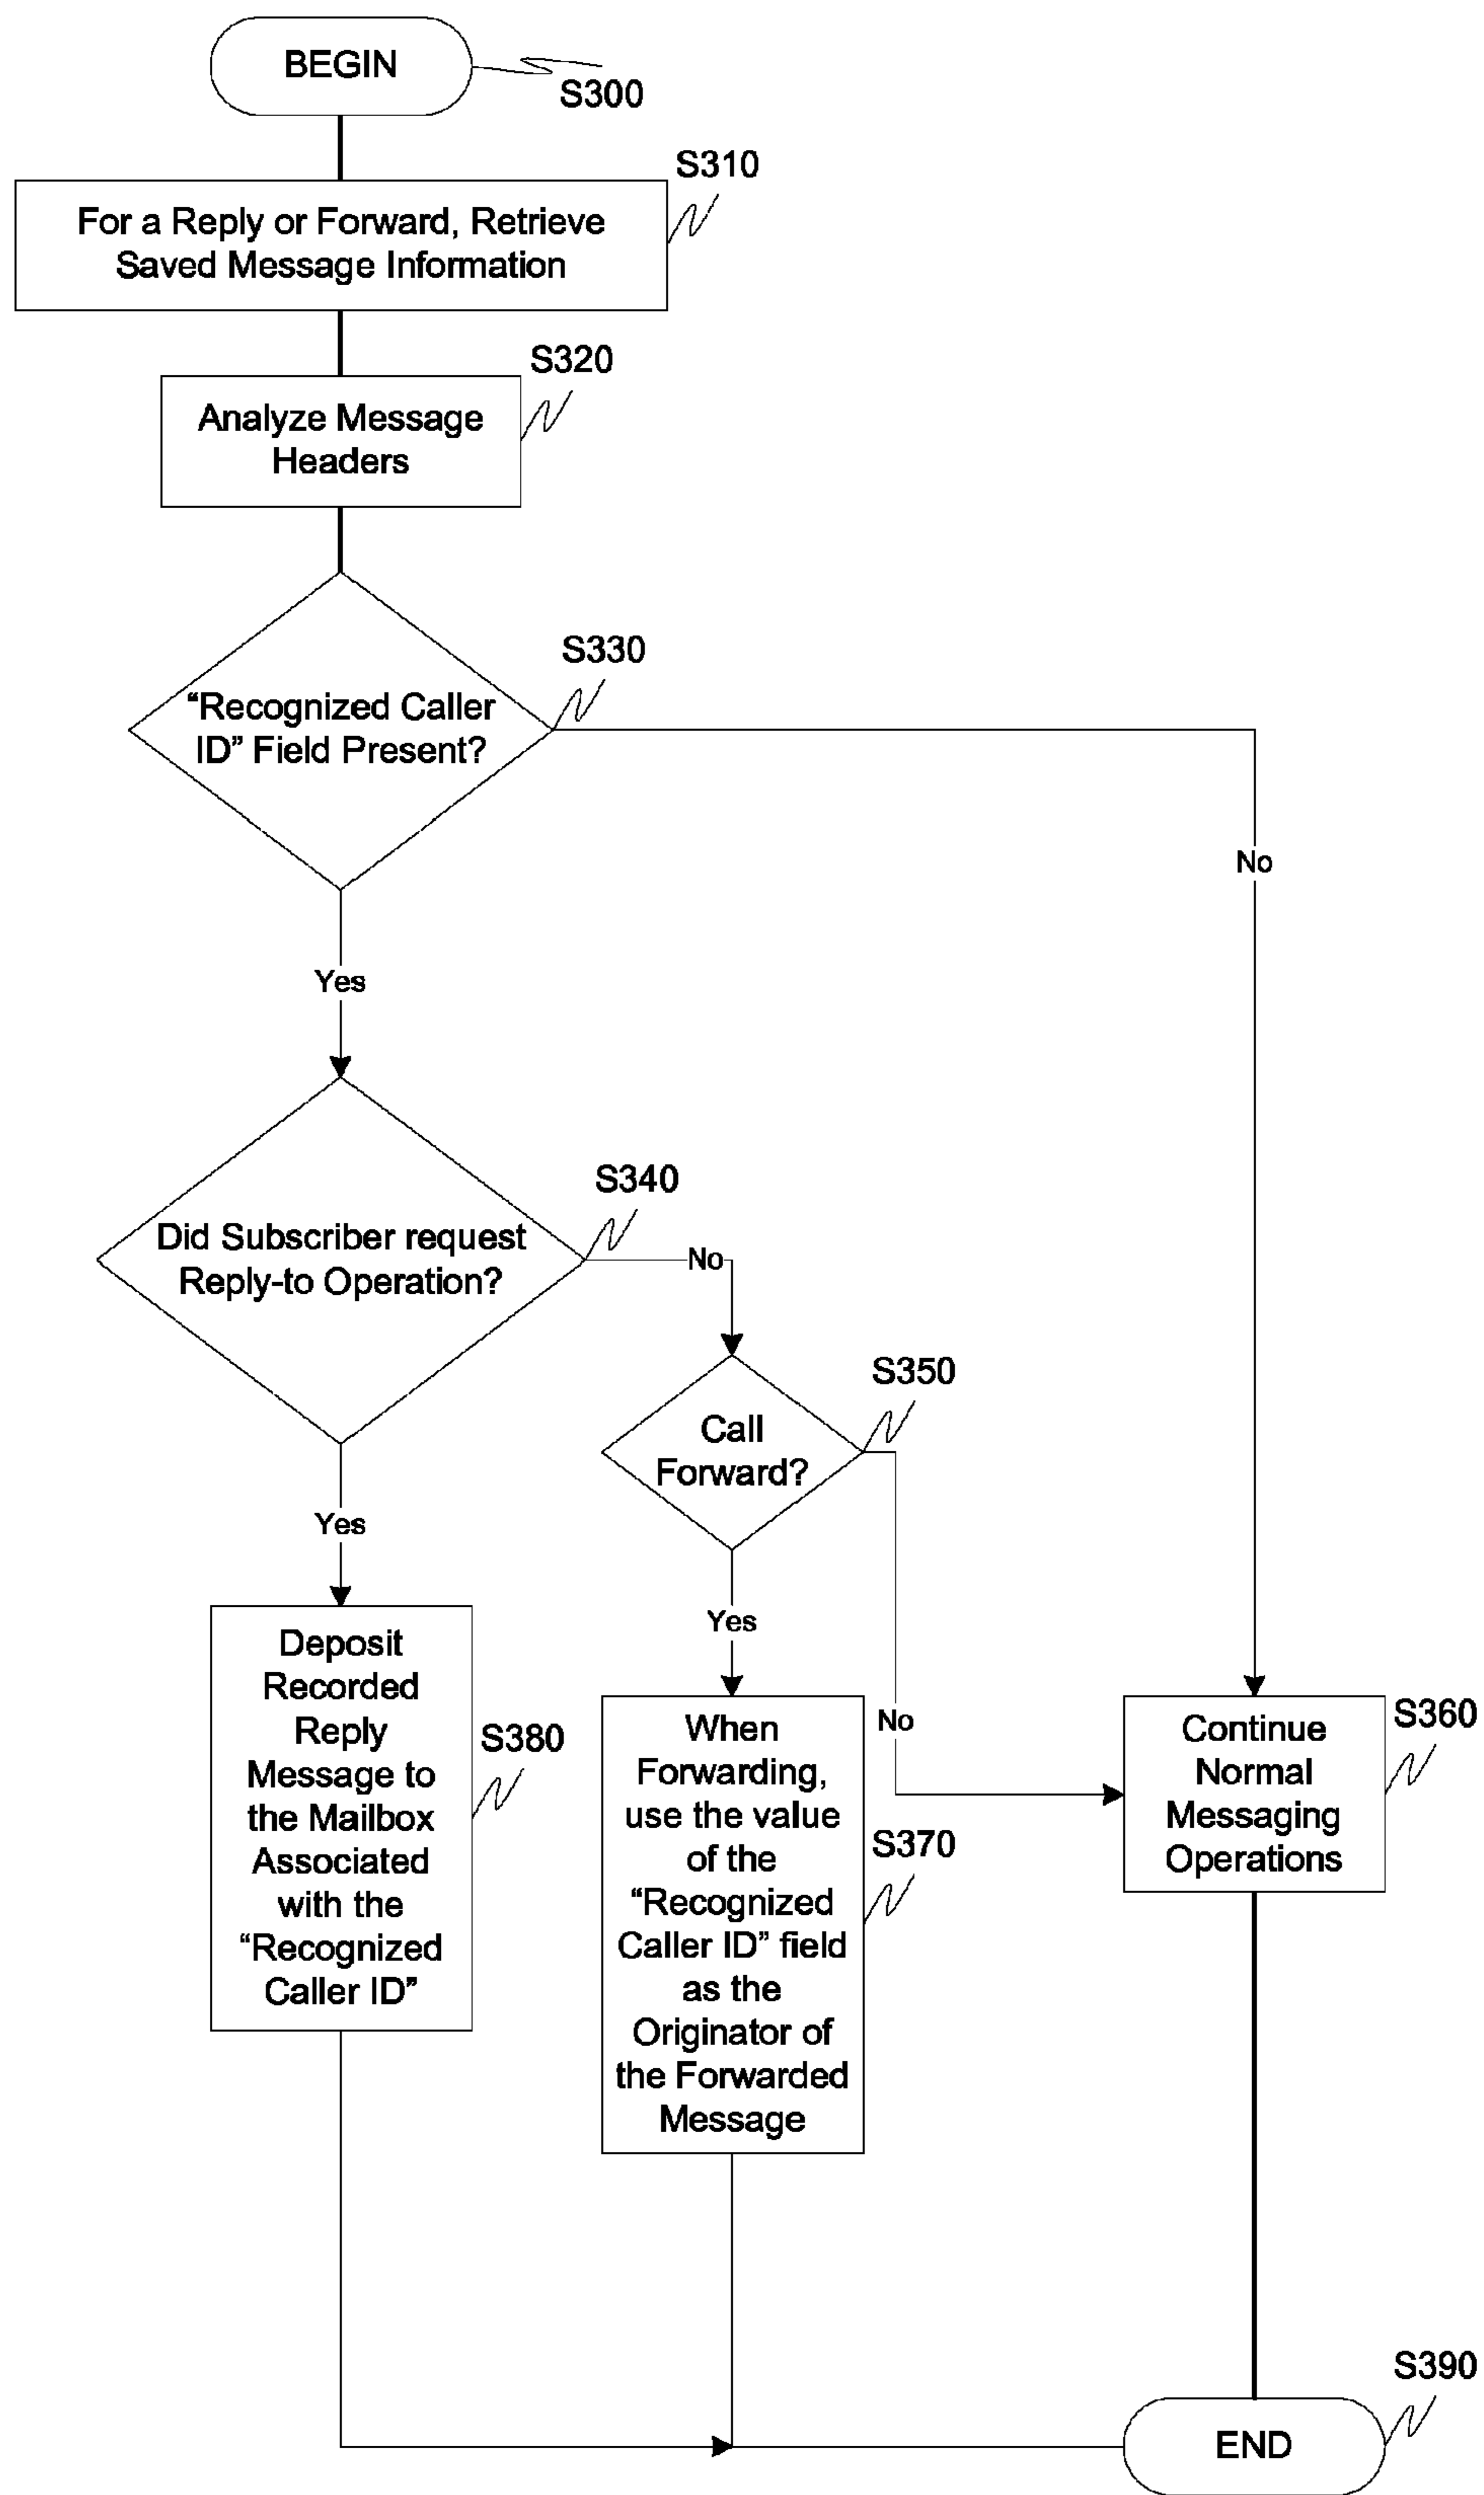 BEGIN
S300
S310
For a Reply or Forward, Retrieve
Saved Message Information
S320
Analyze Message
Headers
S330
“Recognized Caller
ID” Field Present?
No
Yes
S340
Did Subscriber request
Reply-to Operation?
No
S350
Call
Forward?
Yes
Yes
No
Deposit
Recorded
Reply
Message to
the Mailbox
Associated
with the
“Recognized
Caller ID”
S380
When
Forwarding,
use the value
of the
“Recognized
Caller ID” field
as the
Originator of
the Forwarded
Message
S370
Continue
Normal
Messaging
Operations
S360
S390
END